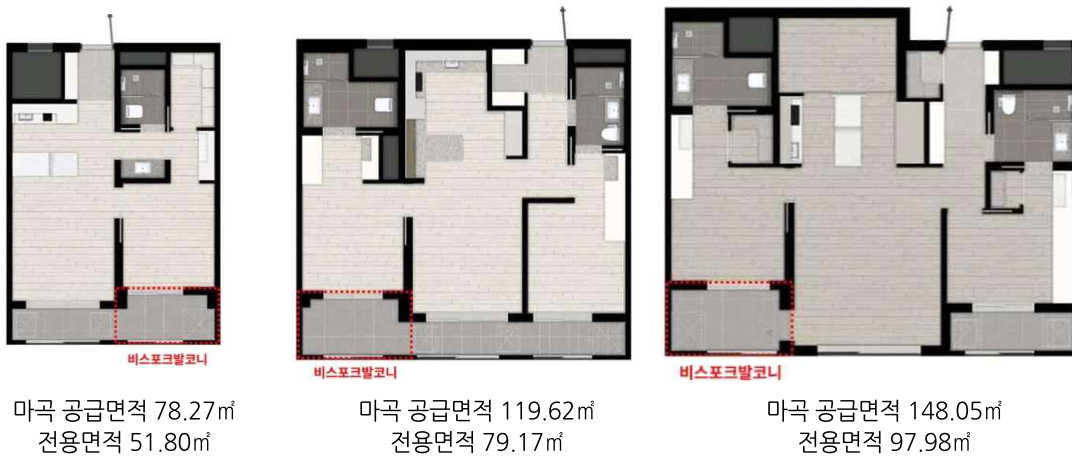 비스포크발코니
비스포크발코니
비스포크발코니
마곡 공급면적 78.27㎡
전용면적 51.80㎡
마곡 공급면적 119.62㎡
전용면적 79.17㎡
마곡 공급면적 148.05㎡
전용면적 97.98㎡